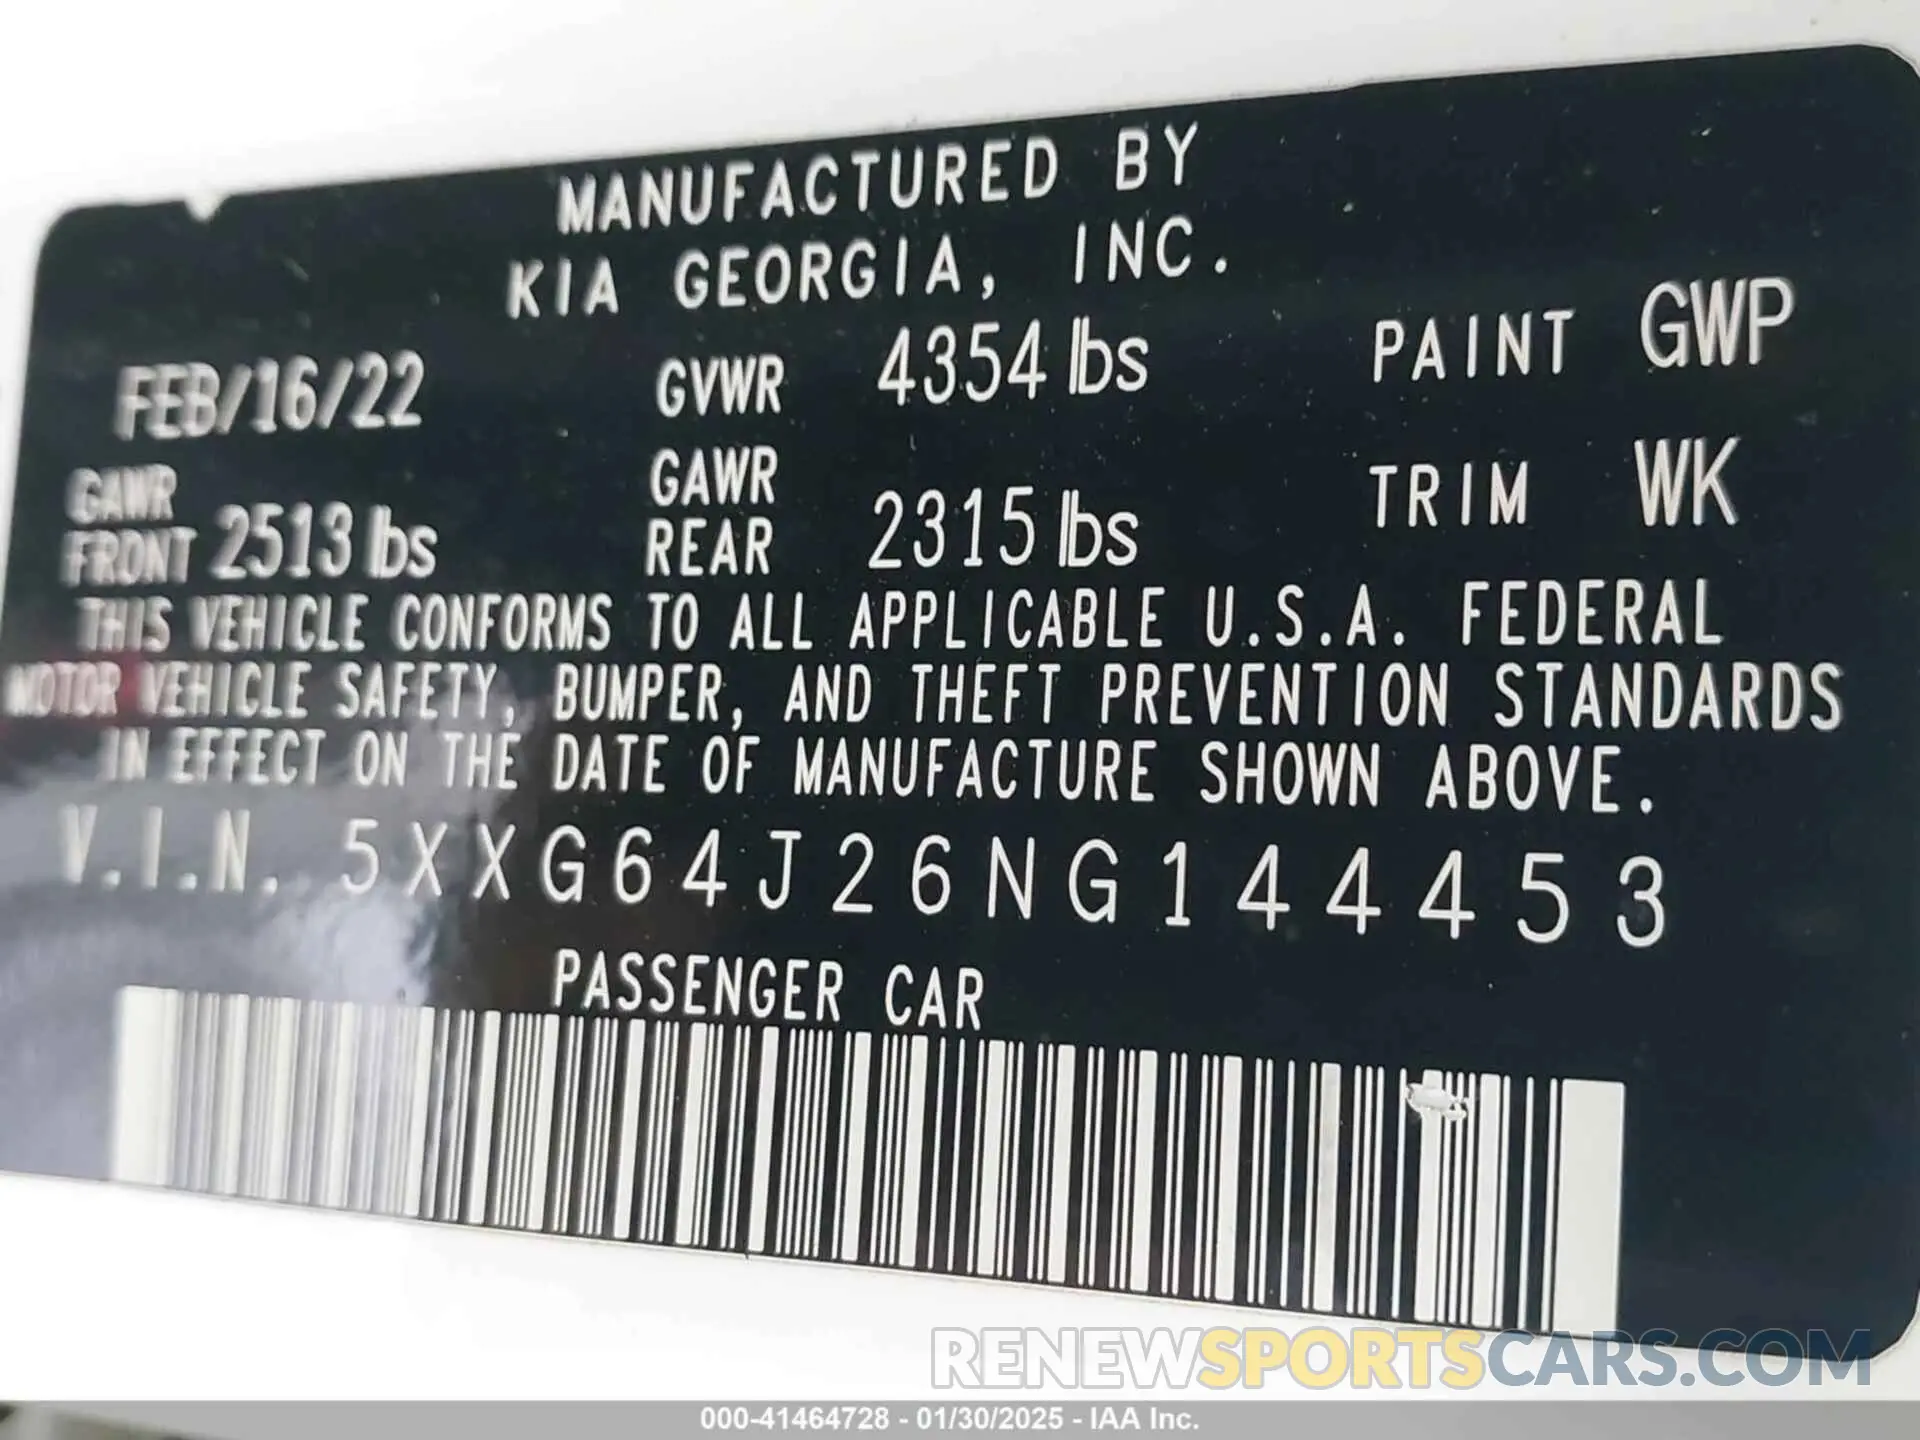 MANUFACTURED BY
KIA GEORGIA, INC.
FEB/16/22 GVWR 4354 lbs PAINT GWP
GAWR FRONT 2513 lbs GAWR REAR 2315 lbs TRIM WK
THIS VEHICLE CONFORMS TO ALL APPLICABLE U.S.A. FEDERAL
MOTOR VEHICLE SAFETY, BUMPER, AND THEFT PREVENTION STANDARDS
IN EFFECT ON THE DATE OF MANUFACTURE SHOWN ABOVE.
V.I.N. 5XXG64J26NG144453
PASSENGER CAR
RENEWSPORTSCARS.COM
000-41464728 - 01/30/2025 - IAA Inc.